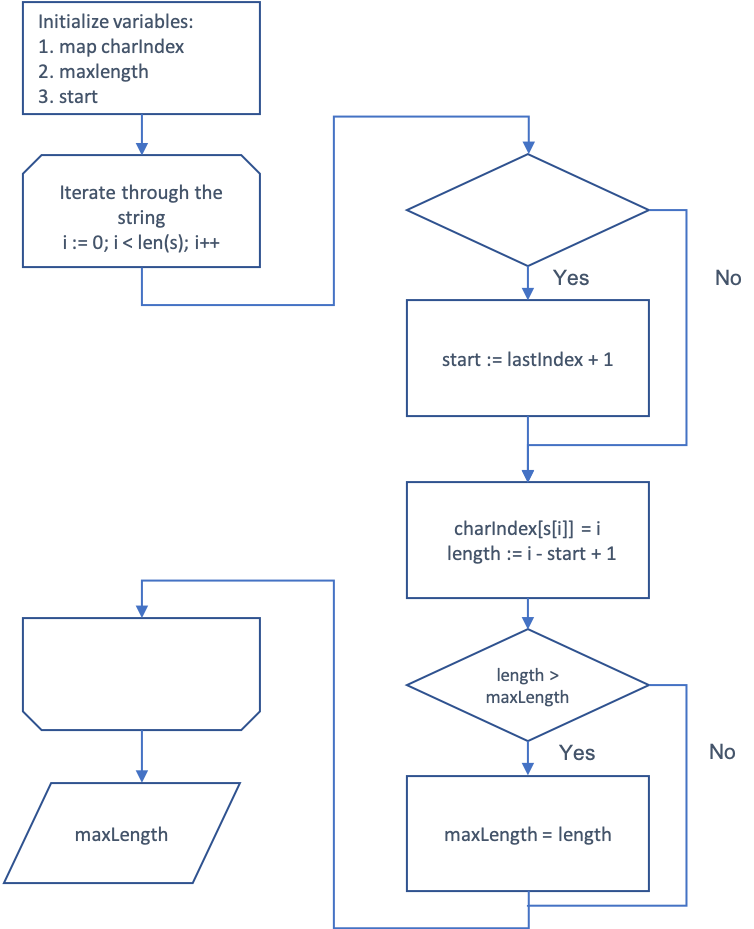 Initialize variables:
1. map charIndex
2. maxlength
3. start
Iterate through the
string
i := 0; i < len(s); i++
Yes
No
start := lastIndex + 1
charIndex[s[i]] = i
length := i - start + 1
length >
maxLength
Yes
No
maxLength = length
maxLength